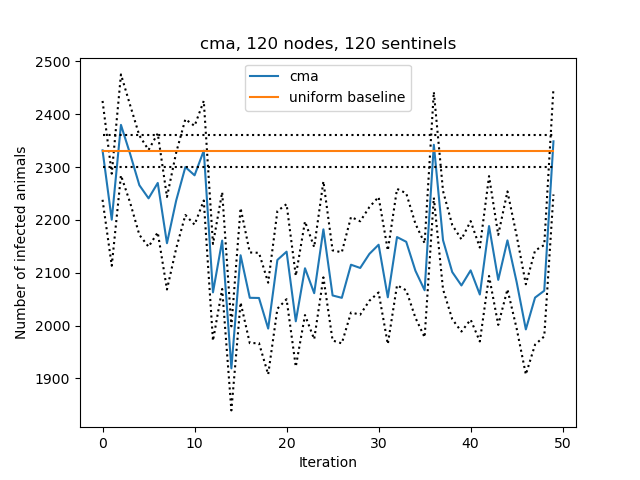 cma, 120 nodes, 120 sentinels
cma
uniform baseline
2500
2400
2300
2200
2100
2000
1900
Number of infected animals
0 10 20 30 40 50
Iteration